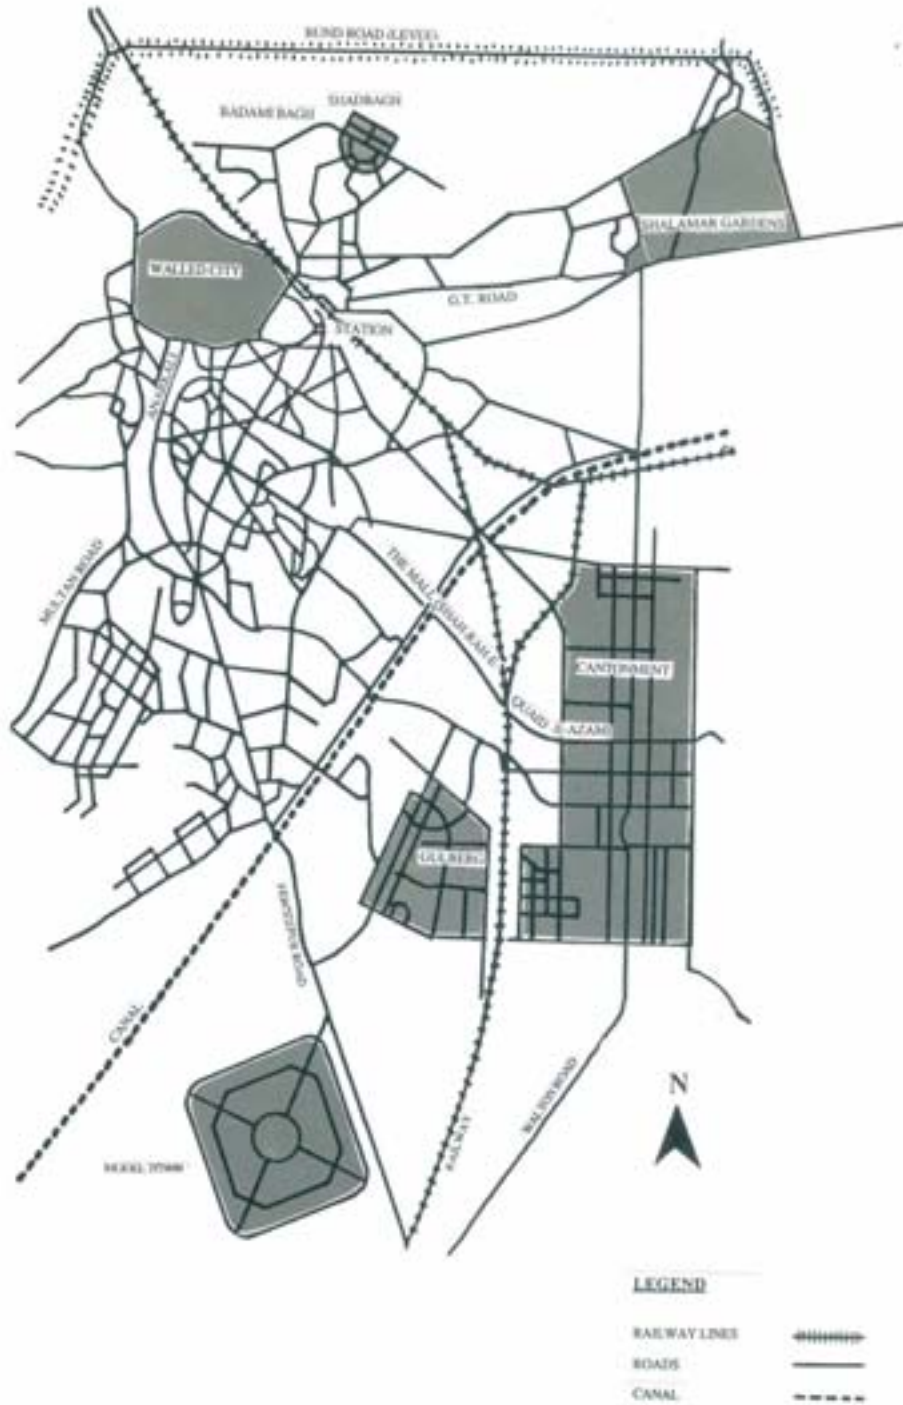 BUND ROAD (LEVEE)
SHADBAGH
BADAMI BAGH
SHALAMAR GARDENS
WALLED CITY
G.T. ROAD
STATION
ANARKALI
MULTAN ROAD
THE MALL (SHAHRAH-E
QUAID-E-AZAM)
CANTONMENT
GULBERG
FEROZEPUR ROAD
CANAL
WALTON ROAD
RAILWAY
MODEL TOWN
N
LEGEND
RAILWAY LINES
ROADS
CANAL